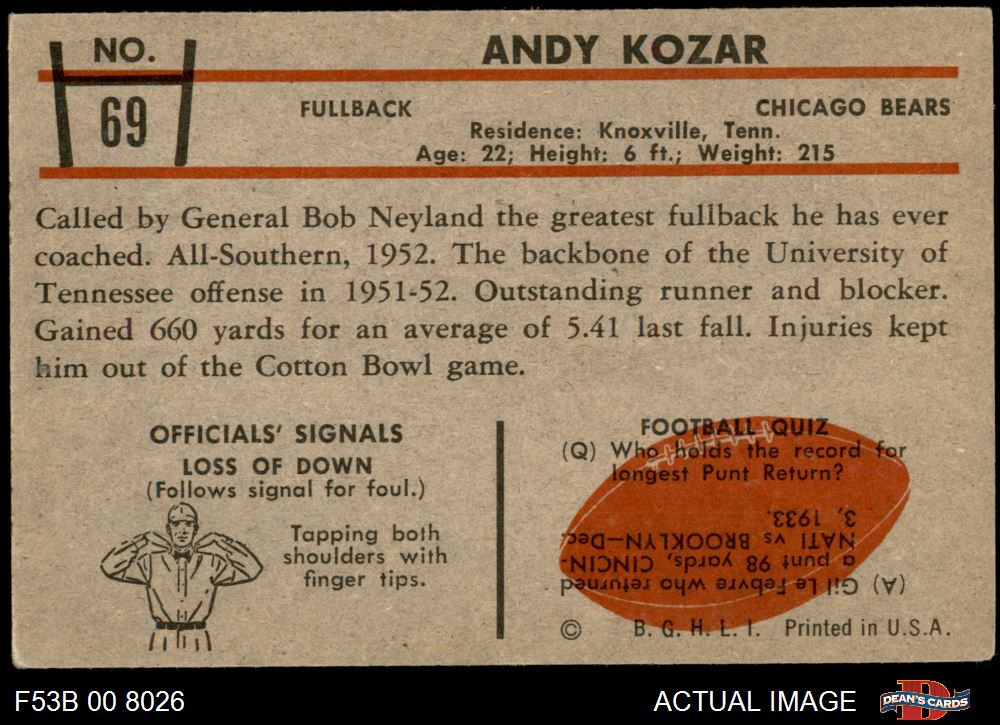 NO.
69
ANDY KOZAR
FULLBACK
CHICAGO BEARS
Residence: Knoxville, Tenn.
Age: 22; Height: 6 ft.; Weight: 215
Called by General Bob Neyland the greatest fullback he has ever
coached. All-Southern, 1952. The backbone of the University of
Tennessee offense in 1951-52. Outstanding runner and blocker.
Gained 660 yards for an average of 5.41 last fall. Injuries kept
him out of the Cotton Bowl game.
OFFICIALS' SIGNALS
LOSS OF DOWN
(Follows signal for foul.)
Tapping both
shoulders with
finger tips.
FOOTBALL QUIZ
(Q) Who holds the record for
longest Punt Return?
(A) Gil Le Febvre who returned
a punt 98 yards, CINCIN-
NATI vs BROOKLYN—Dec.
3, 1933.
© B. G. H. L. I. Printed in U.S.A.
F53B 00 8026
ACTUAL IMAGE
D
DEAN'S CARDS